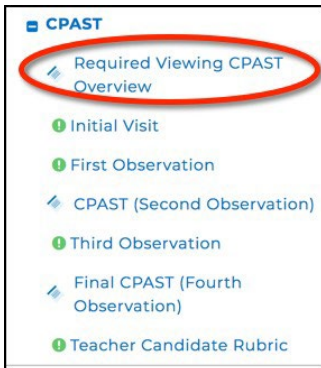 CPAST
Required Viewing CPAST
Overview
Initial Visit
First Observation
CPAST (Second Observation)
Third Observation
Final CPAST (Fourth
Observation)
Teacher Candidate Rubric